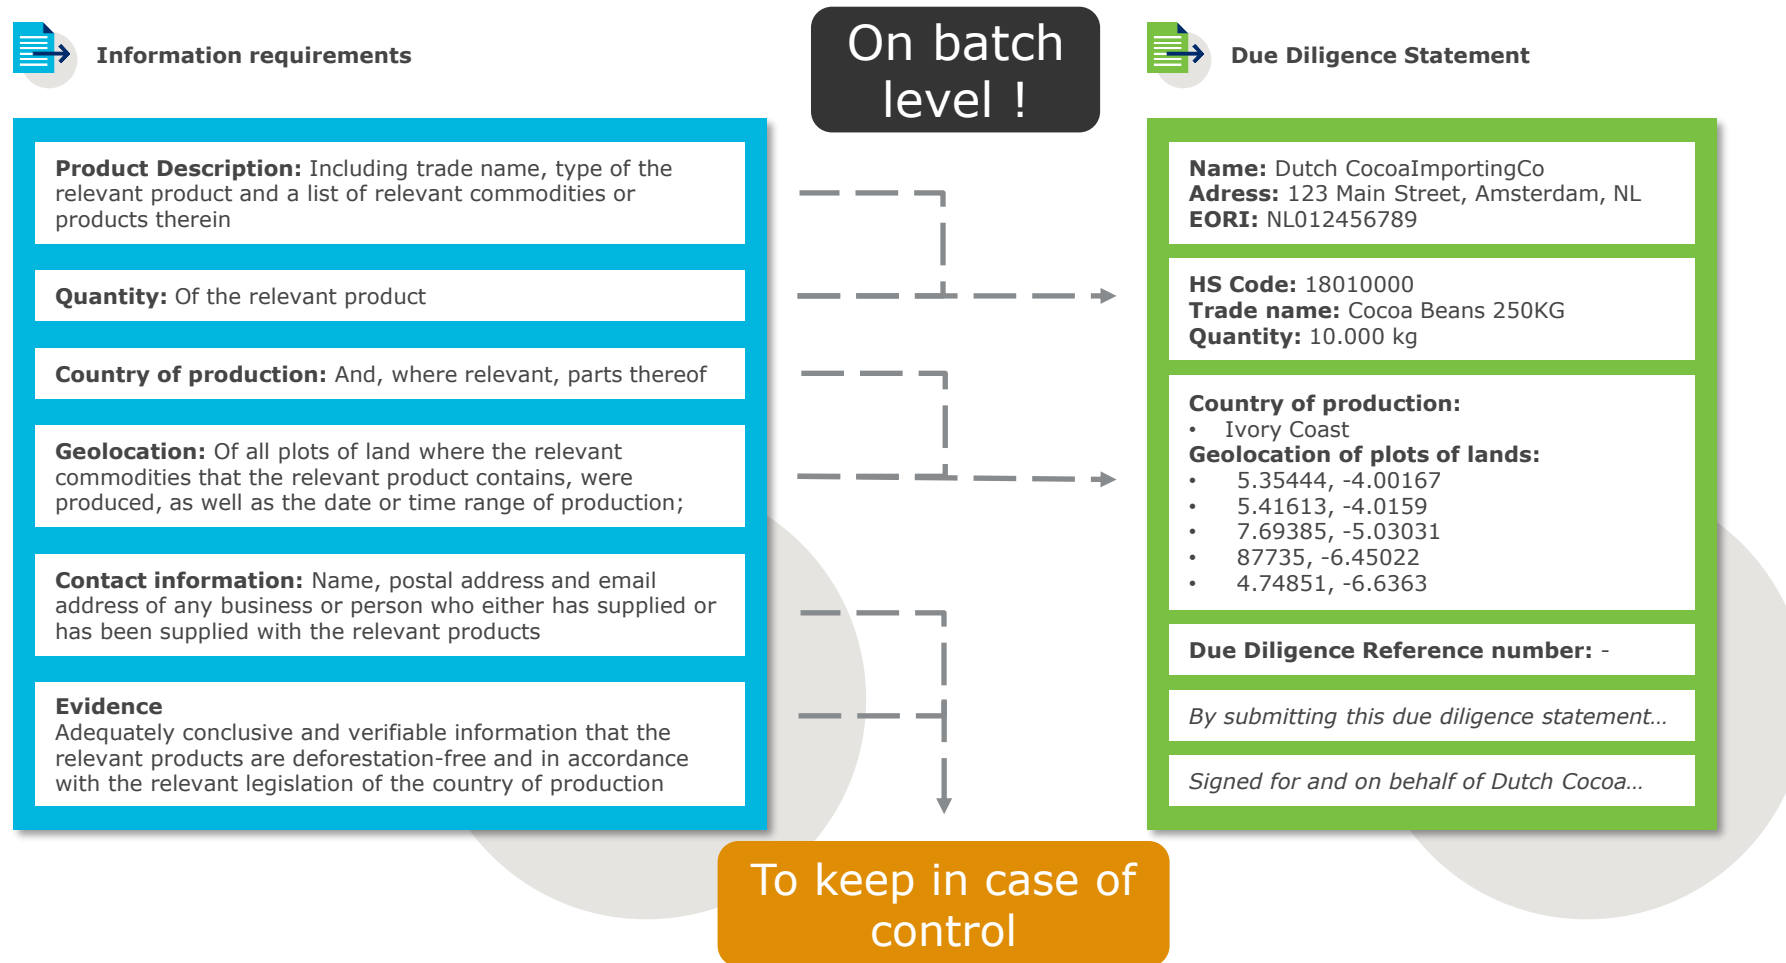 Information requirements
On batch
level !
Due Diligence Statement
Product Description: Including trade name, type of the
relevant product and a list of relevant commodities or
products therein
Quantity: Of the relevant product
Country of production: And, where relevant, parts thereof
Geolocation: Of all plots of land where the relevant
commodities that the relevant product contains, were
produced, as well as the date or time range of production;
Contact information: Name, postal address and email
address of any business or person who either has supplied or
has been supplied with the relevant products
Evidence
Adequately conclusive and verifiable information that the
relevant products are deforestation-free and in accordance
with the relevant legislation of the country of production
Name: Dutch CocoaImportingCo
Adress: 123 Main Street, Amsterdam, NL
EORI: NL012456789
HS Code: 18010000
Trade name: Cocoa Beans 250KG
Quantity: 10.000 kg
Country of production:
• Ivory Coast
Geolocation of plots of lands:
• 5.35444, -4.00167
• 5.41613, -4.0159
• 7.69385, -5.03031
• 87735, -6.45022
• 4.74851, -6.6363
Due Diligence Reference number: -
By submitting this due diligence statement…
Signed for and on behalf of Dutch Cocoa…
To keep in case of
control